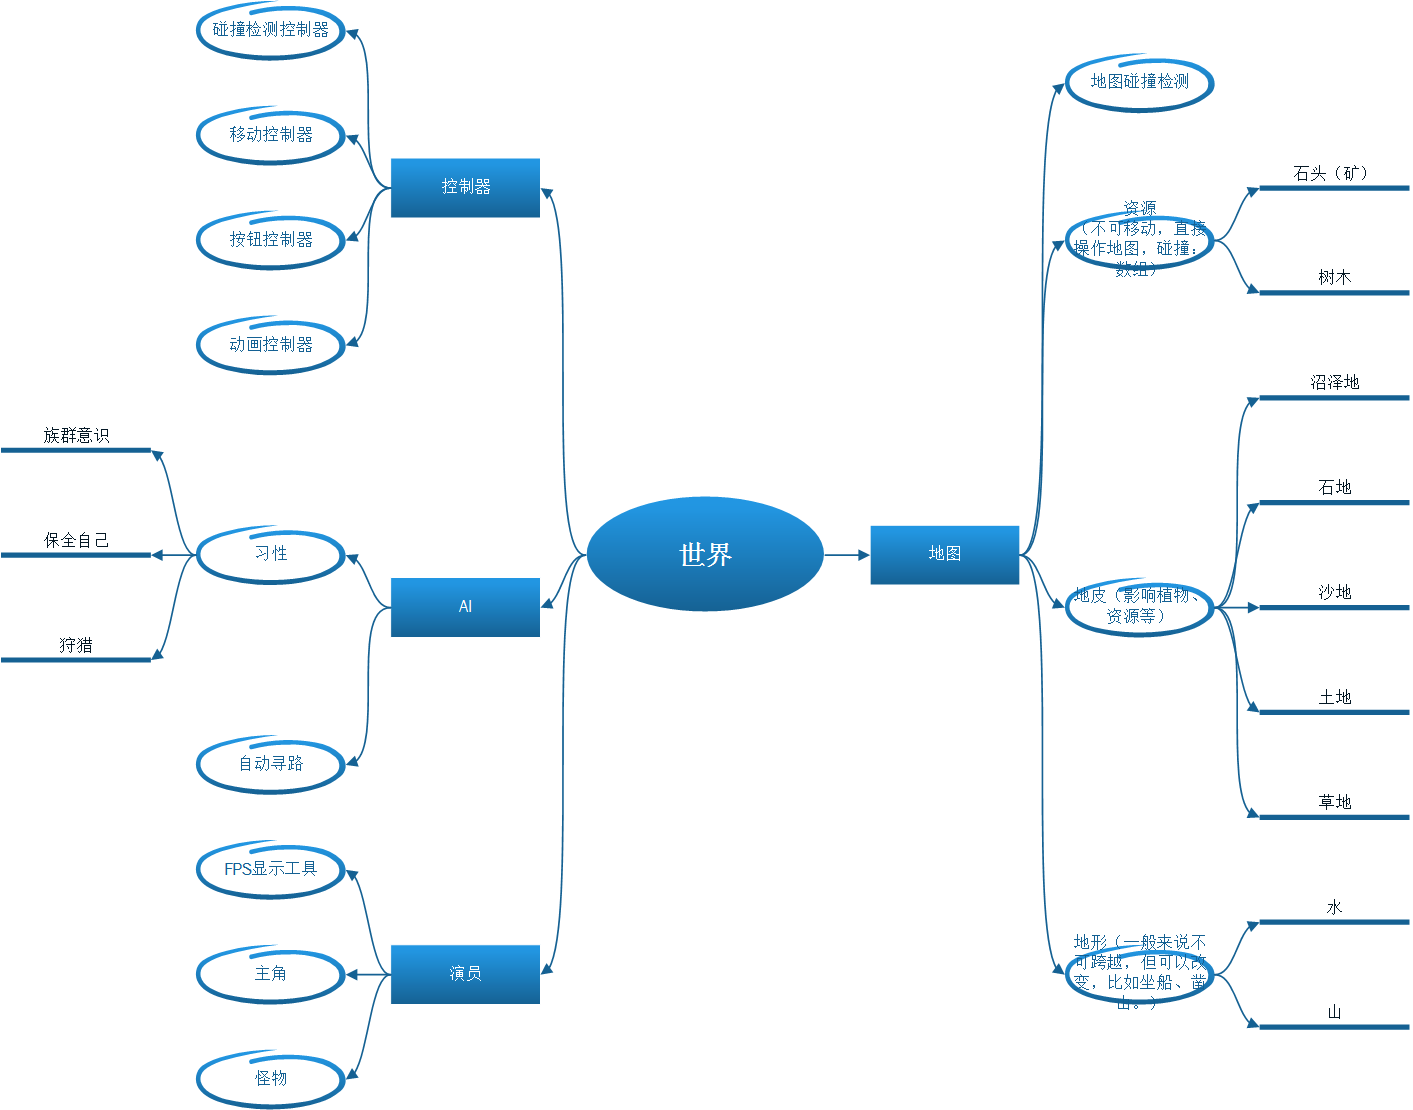 碰撞检测控制器
移动控制器
按钮控制器
动画控制器
控制器
族群意识
保全自己
狩猎
习性
自动寻路
AI
FPS显示工具
主角
怪物
演员
世界
地图
地图碰撞检测
资源
（不可移动，直接
操作地图，碰撞：
数组）
石头（矿）
树木
地皮（影响植物、
资源等）
沼泽地
石地
沙地
土地
草地
地形（一般来说不
可跨越，但可以改
变，比如坐船、凿
山。）
水
山